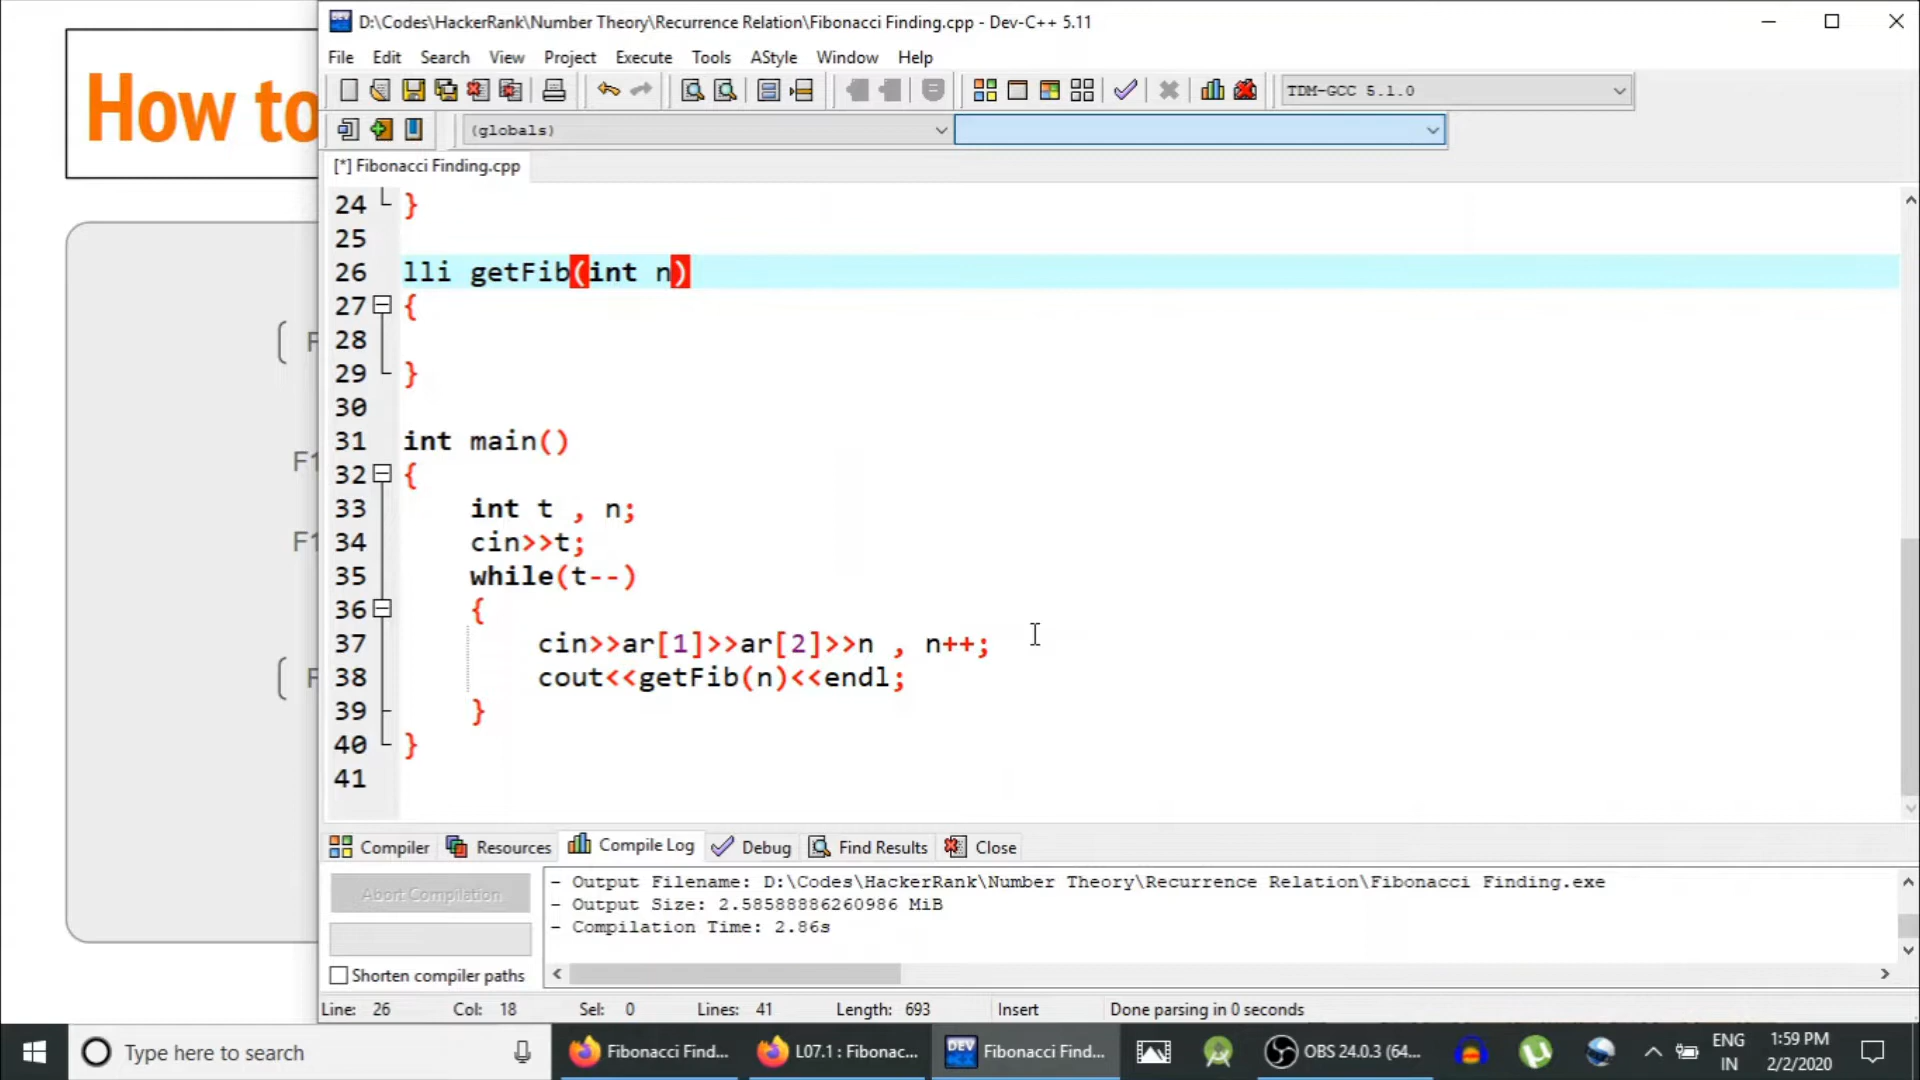 D:\Codes\HackerRank\Number Theory\Recurrence Relation\Fibonacci Finding.cpp - Dev-C++ 5.11
File Edit Search View Project Execute Tools AStyle Window Help
How to
TDM-GCC 5.1.0
(globals)
[*] Fibonacci Finding.cpp
24 }
25
26 lli getFib(int n)
27 {
28
29 }
30
31 int main()
32 {
33 int t , n;
34 cin>>t;
35 while(t--)
36 {
37 cin>>ar[1]>>ar[2]>>n , n++;
38 cout<<getFib(n)<<endl;
39 }
40 }
41
Compiler Resources Compile Log Debug Find Results Close
Abort Compilation
- Output Filename: D:\Codes\HackerRank\Number Theory\Recurrence Relation\Fibonacci Finding.exe
- Output Size: 2.58588886260986 MiB
- Compilation Time: 2.86s
Shorten compiler paths
Line: 26 Col: 18 Sel: 0 Lines: 41 Length: 693 Insert Done parsing in 0 seconds
Type here to search
Fibonacci Find...
L07.1 : Fibonac...
DEV
Fibonacci Find...
OBS 24.0.3 (64...
ENG
IN
1:59 PM
2/2/2020